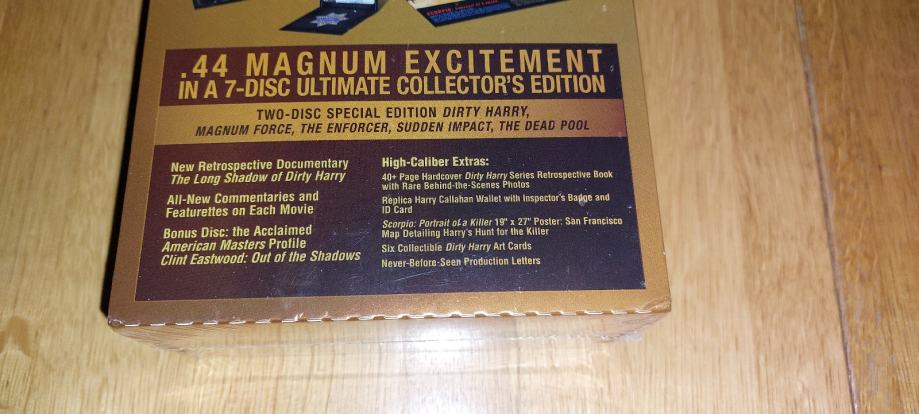 .44 MAGNUM EXCITEMENT
IN A 7-DISC ULTIMATE COLLECTOR'S EDITION
TWO-DISC SPECIAL EDITION DIRTY HARRY,
MAGNUM FORCE, THE ENFORCER, SUDDEN IMPACT, THE DEAD POOL
New Retrospective Documentary
The Long Shadow of Dirty Harry
All-New Commentaries and
Featurettes on Each Movie
Bonus Disc: the Acclaimed
American Masters Profile
Clint Eastwood: Out of the Shadows
High-Caliber Extras:
40+ Page Hardcover Dirty Harry Series Retrospective Book
with Rare Behind-the-Scenes Photos
Replica Harry Callahan Wallet with Inspector's Badge and
ID Card
Scorpio: Portrait of a Killer 19" x 27" Poster: San Francisco
Map Detailing Harry's Hunt for the Killer
Six Collectible Dirty Harry Art Cards
Never-Before-Seen Production Letters